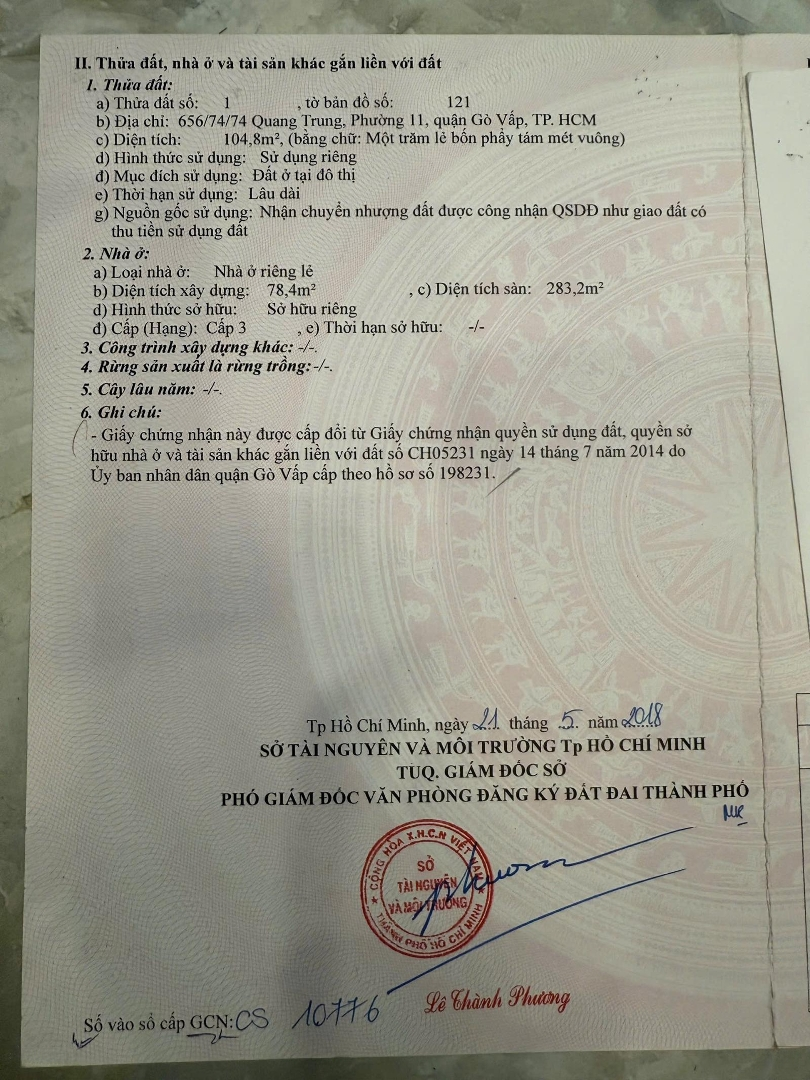 II. Thửa đất, nhà ở và tài sản khác gắn liền với đất
1. Thửa đất:
a) Thửa đất số: 1 , tờ bản đồ số: 121
b) Địa chỉ: 656/74/74 Quang Trung, Phường 11, quận Gò Vấp, TP. HCM
c) Diện tích: 104,8m², (bằng chữ: Một trăm lẻ bốn phẩy tám mét vuông)
d) Hình thức sử dụng: Sử dụng riêng
đ) Mục đích sử dụng: Đất ở tại đô thị
e) Thời hạn sử dụng: Lâu dài
g) Nguồn gốc sử dụng: Nhận chuyển nhượng đất được công nhận QSDĐ như giao đất có
thu tiền sử dụng đất
2. Nhà ở:
a) Loại nhà ở: Nhà ở riêng lẻ
b) Diện tích xây dựng: 78,4m² , c) Diện tích sàn: 283,2m²
d) Hình thức sở hữu: Sở hữu riêng
đ) Cấp (Hạng): Cấp 3 , e) Thời hạn sở hữu: -/-
3. Công trình xây dựng khác: -/-.
4. Rừng sản xuất là rừng trồng:-/-.
5. Cây lâu năm: -/-.
6. Ghi chú:
- Giấy chứng nhận này được cấp đổi từ Giấy chứng nhận quyền sử dụng đất, quyền sở
hữu nhà ở và tài sản khác gắn liền với đất số CH05231 ngày 14 tháng 7 năm 2014 do
Ủy ban nhân dân quận Gò Vấp cấp theo hồ sơ số 198231.
Tp Hồ Chí Minh, ngày 21 tháng 5 năm 2018
SỞ TÀI NGUYÊN VÀ MÔI TRƯỜNG Tp HỒ CHÍ MINH
TUQ. GIÁM ĐỐC SỞ
PHÓ GIÁM ĐỐC VĂN PHÒNG ĐĂNG KÝ ĐẤT ĐAI THÀNH PHỐ
CỘNG HÒA X.H.C.N VIỆT NAM
SỞ
TÀI NGUYÊN
VÀ MÔI TRƯỜNG
THÀNH PHỐ HỒ CHÍ MINH
Lê Thành Phương
Số vào sổ cấp GCN: CS 10776